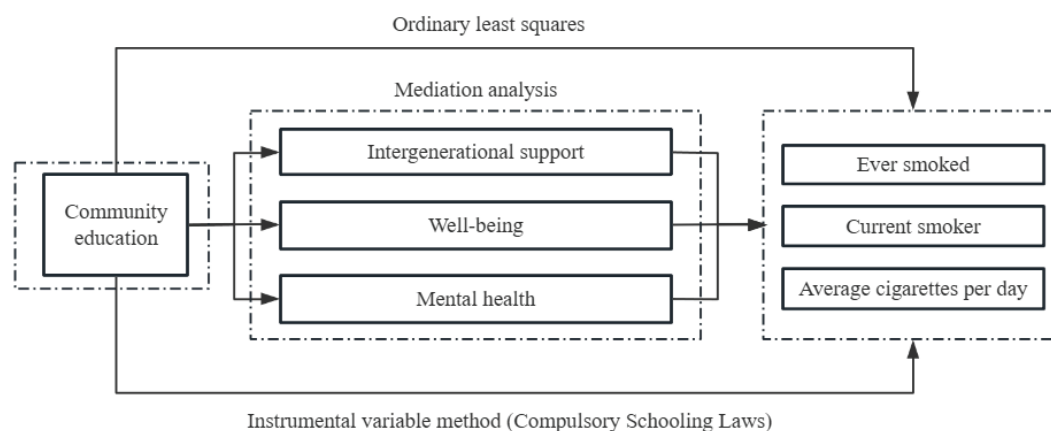 Ordinary least squares
Mediation analysis
Intergenerational support
Ever smoked
Community
education
Well-being
Current smoker
Mental health
Average cigarettes per day
Instrumental variable method (Compulsory Schooling Laws)